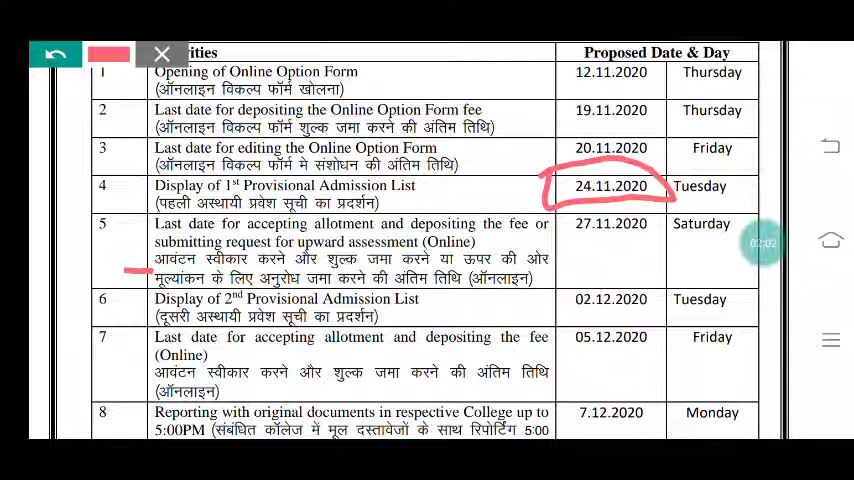 ities Proposed Date & Day
1 Opening of Online Option Form 12.11.2020 Thursday
(ऑनलाइन विकल्प फॉर्म खोलना)
2 Last date for depositing the Online Option Form fee 19.11.2020 Thursday
(ऑनलाइन विकल्प फॉर्म शुल्क जमा करने की अंतिम तिथि)
3 Last date for editing the Online Option Form 20.11.2020 Friday
(ऑनलाइन विकल्प फॉर्म मे संशोधन की अंतिम तिथि)
4 Display of 1st Provisional Admission List 24.11.2020 Tuesday
(पहली अस्थायी प्रवेश सूची का प्रदर्शन)
5 Last date for accepting allotment and depositing the fee or 27.11.2020 Saturday
submitting request for upward assessment (Online)
02:02
आवंटन स्वीकार करने और शुल्क जमा करने या ऊपर की ओर
मूल्यांकन के लिए अनुरोध जमा करने की अंतिम तिथि (ऑनलाइन)
6 Display of 2nd Provisional Admission List 02.12.2020 Tuesday
(दूसरी अस्थायी प्रवेश सूची का प्रदर्शन)
7 Last date for accepting allotment and depositing the fee 05.12.2020 Friday
(Online)
आवंटन स्वीकार करने और शुल्क जमा करने की अंतिम तिथि
(ऑनलाइन)
8 Reporting with original documents in respective College up to 7.12.2020 Monday
5:00PM (संबंधित कॉलेज में मूल दस्तावेजों के साथ रिपोर्टिंग 5:00